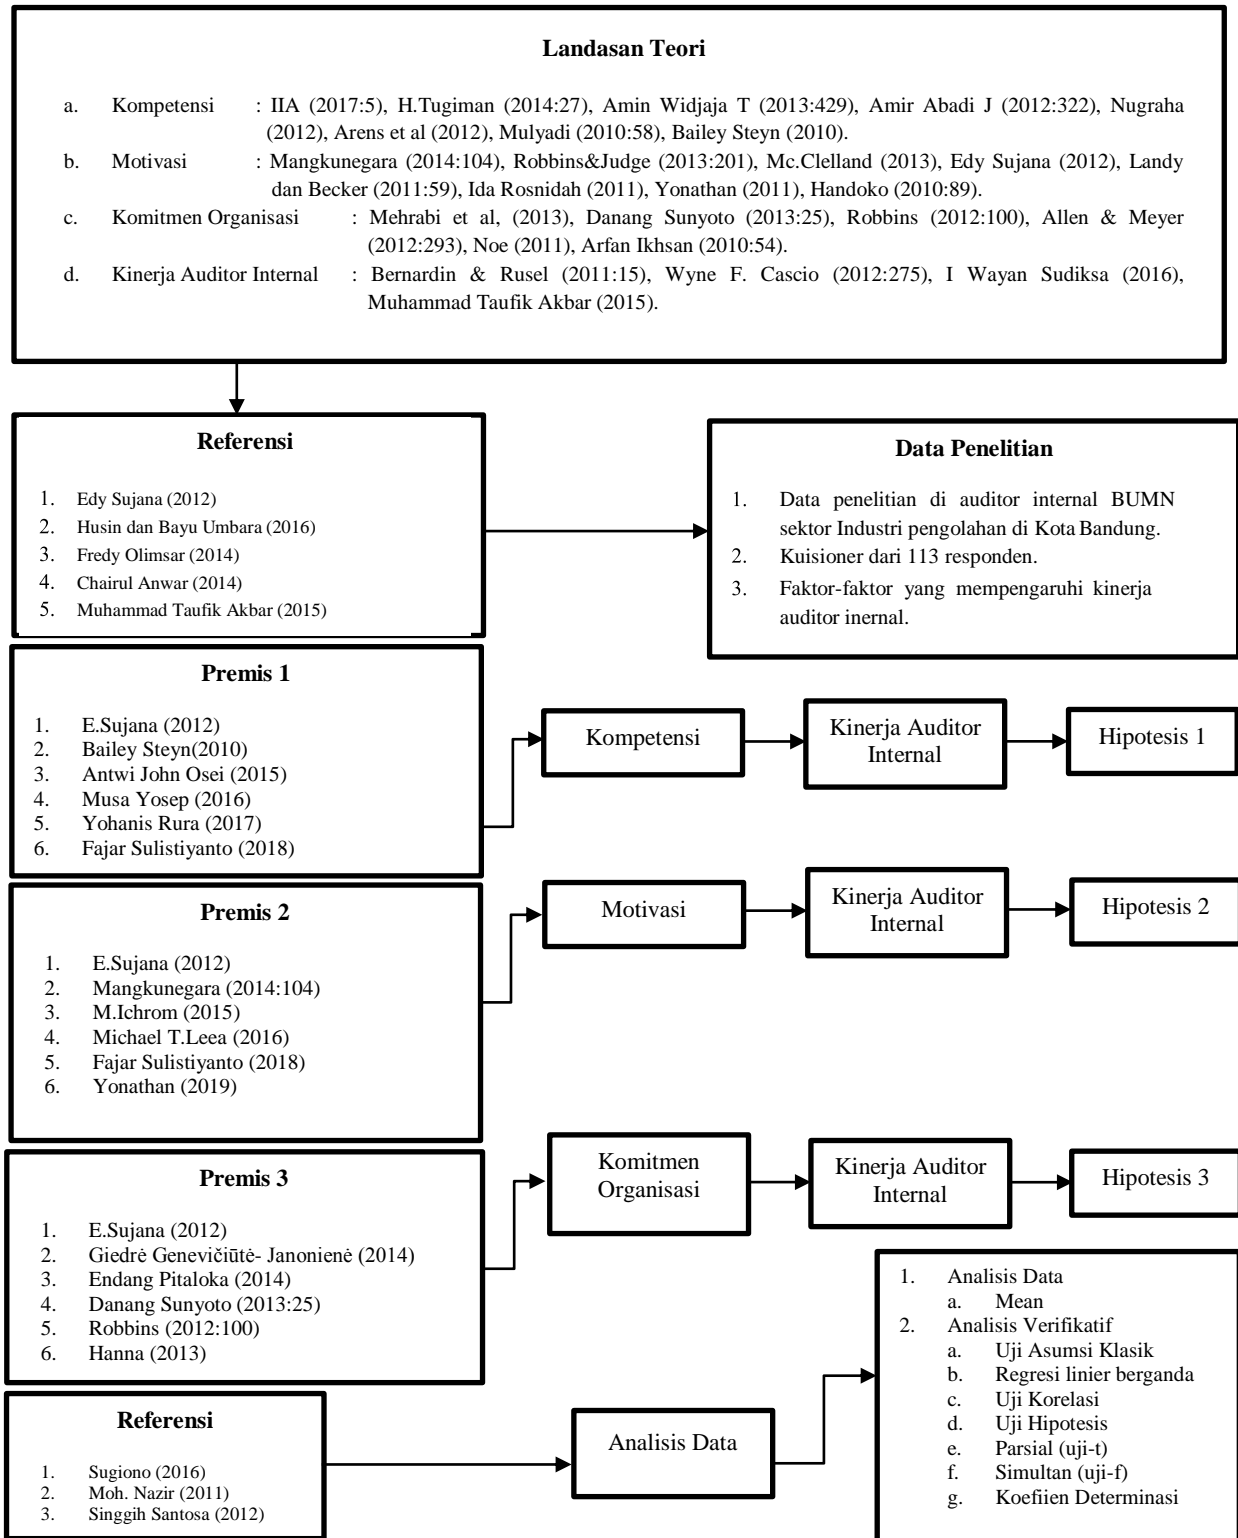 Landasan Teori
a. Kompetensi : IIA (2017:5), H.Tugiman (2014:27), Amin Widjaja T (2013:429), Amir Abadi J (2012:322), Nugraha
(2012), Arens et al (2012), Mulyadi (2010:58), Bailey Steyn (2010).
b. Motivasi : Mangkunegara (2014:104), Robbins&Judge (2013:201), Mc.Clelland (2013), Edy Sujana (2012), Landy
dan Becker (2011:59), Ida Rosnidah (2011), Yonathan (2011), Handoko (2010:89).
c. Komitmen Organisasi : Mehrabi et al, (2013), Danang Sunyoto (2013:25), Robbins (2012:100), Allen & Meyer
(2012:293), Noe (2011), Arfan Ikhsan (2010:54).
d. Kinerja Auditor Internal : Bernardin & Rusel (2011:15), Wyne F. Cascio (2012:275), I Wayan Sudiksa (2016),
Muhammad Taufik Akbar (2015).
Referensi
1. Edy Sujana (2012)
2. Husin dan Bayu Umbara (2016)
3. Fredy Olimsar (2014)
4. Chairul Anwar (2014)
5. Muhammad Taufik Akbar (2015)
Data Penelitian
1. Data penelitian di auditor internal BUMN
sektor Industri pengolahan di Kota Bandung.
2. Kuisioner dari 113 responden.
3. Faktor-faktor yang mempengaruhi kinerja
auditor inernal.
Premis 1
1. E.Sujana (2012)
2. Bailey Steyn(2010)
3. Antwi John Osei (2015)
4. Musa Yosep (2016)
5. Yohanis Rura (2017)
6. Fajar Sulistiyanto (2018)
Kompetensi
Kinerja Auditor
Internal
Hipotesis 1
Premis 2
1. E.Sujana (2012)
2. Mangkunegara (2014:104)
3. M.Ichrom (2015)
4. Michael T.Leea (2016)
5. Fajar Sulistiyanto (2018)
6. Yonathan (2019)
Motivasi
Kinerja Auditor
Internal
Hipotesis 2
Premis 3
1. E.Sujana (2012)
2. Giedrė Genevičiūtė- Janonienė (2014)
3. Endang Pitaloka (2014)
4. Danang Sunyoto (2013:25)
5. Robbins (2012:100)
6. Hanna (2013)
Komitmen
Organisasi
Kinerja Auditor
Internal
Hipotesis 3
Referensi
1. Sugiono (2016)
2. Moh. Nazir (2011)
3. Singgih Santosa (2012)
Analisis Data
1. Analisis Data
a. Mean
2. Analisis Verifikatif
a. Uji Asumsi Klasik
b. Regresi linier berganda
c. Uji Korelasi
d. Uji Hipotesis
e. Parsial (uji-t)
f. Simultan (uji-f)
g. Koefiien Determinasi